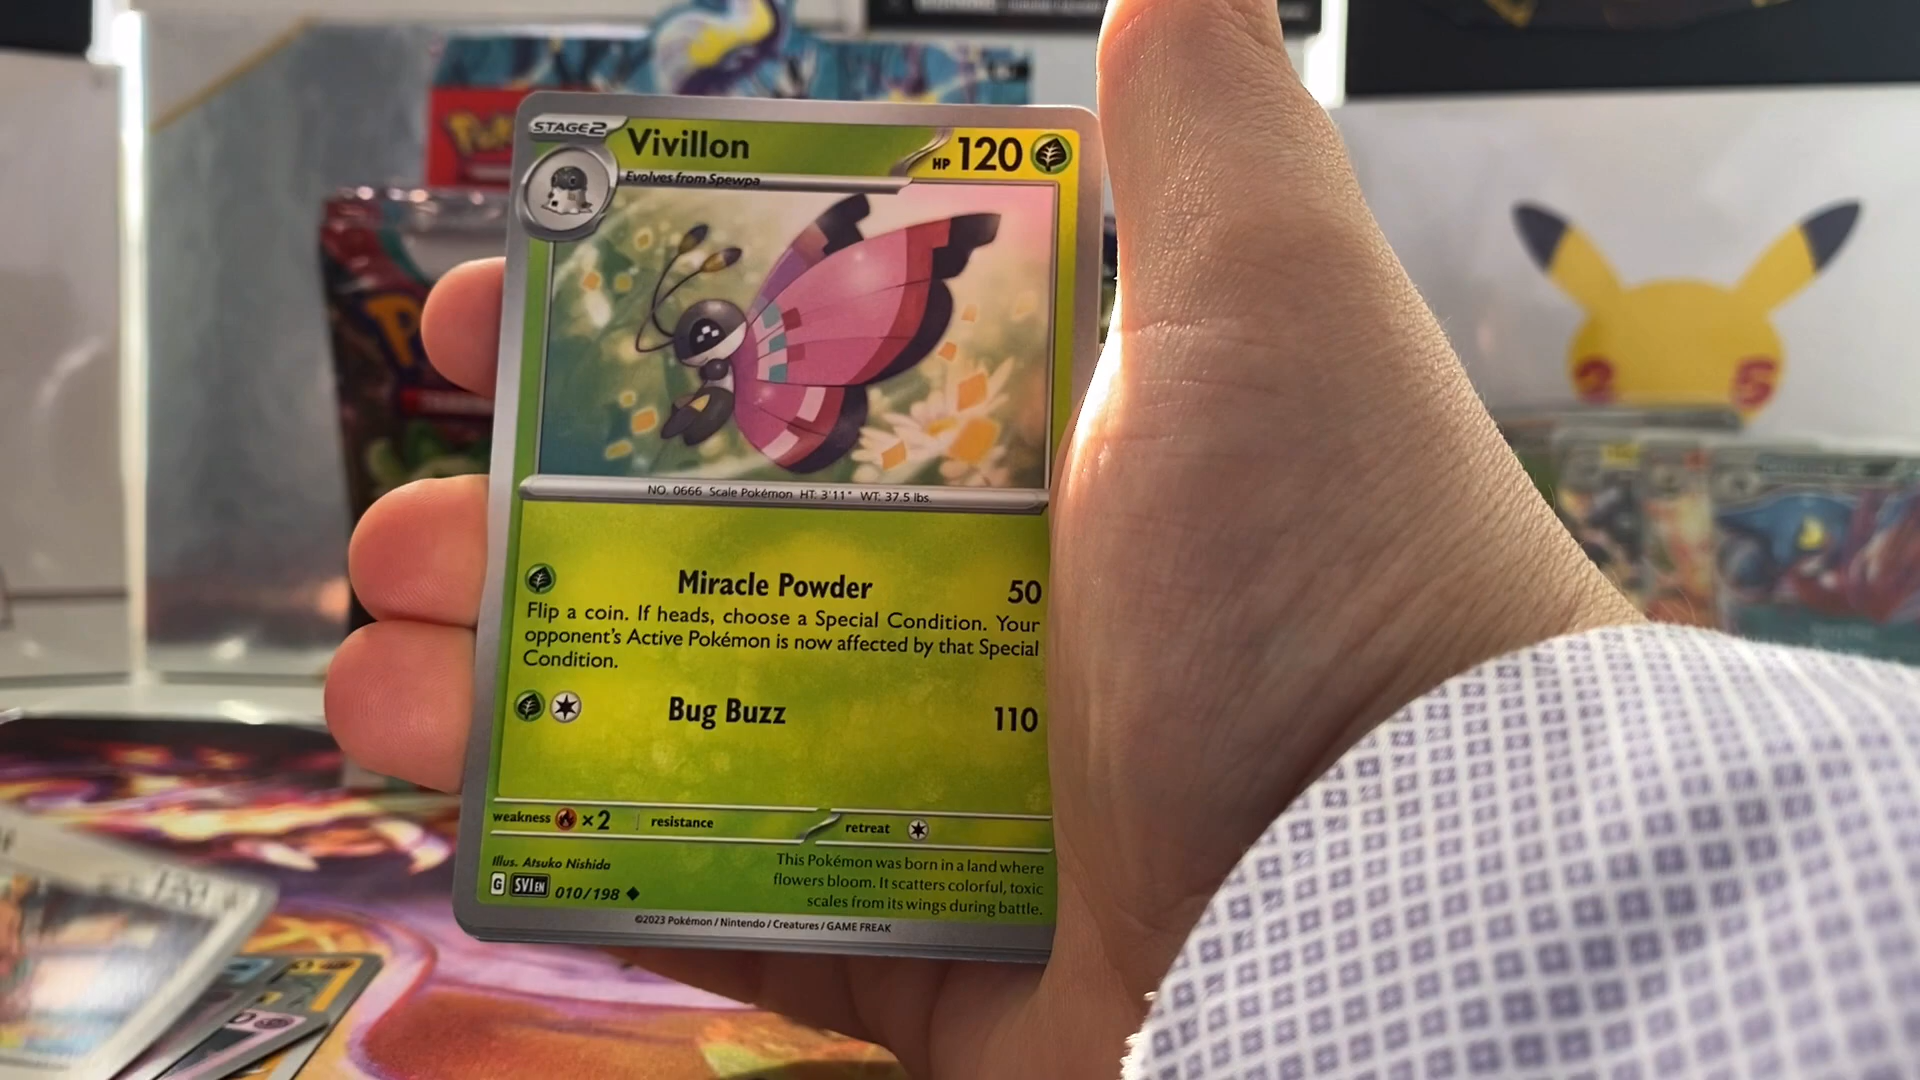 STAGE2
Vivillon
HP 120
Evolves from Spewpa
NO. 0666 Scale Pokémon HT: 3'11" WT: 37.5 lbs.
Miracle Powder 50
Flip a coin. If heads, choose a Special Condition. Your
opponent's Active Pokémon is now affected by that Special
Condition.
Bug Buzz 110
weakness ×2 resistance retreat
Illus. Atsuko Nishida
This Pokémon was born in a land where
flowers bloom. It scatters colorful, toxic
scales from its wings during battle.
G SVI EN 010/198
©2023 Pokémon / Nintendo / Creatures / GAME FREAK
25